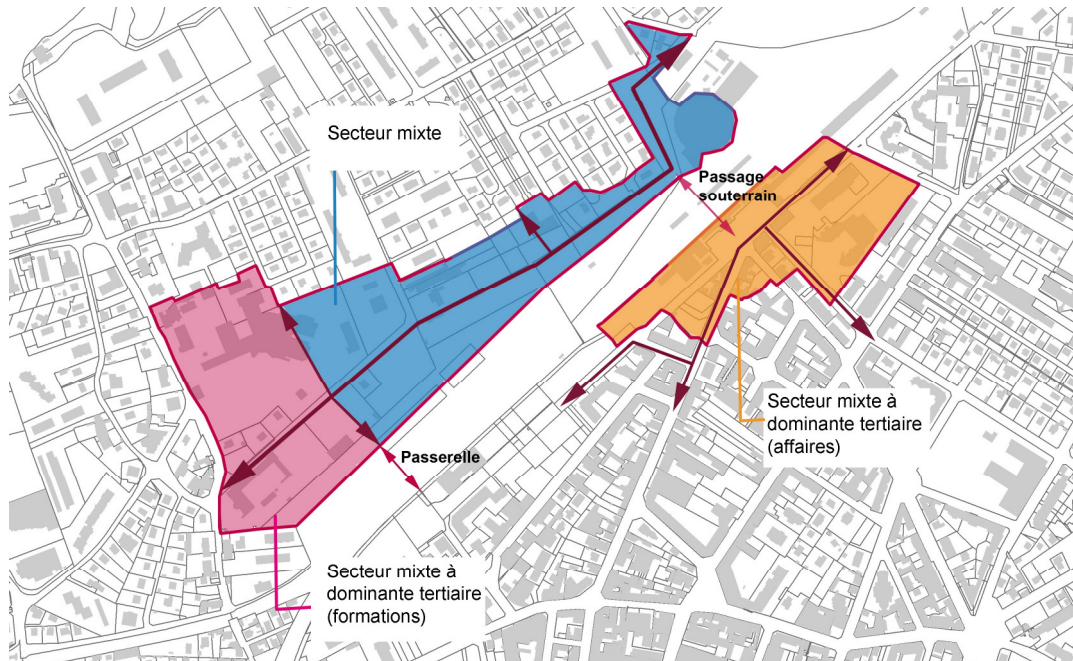 Secteur mixte
Passage
souterrain
Secteur mixte à
dominante tertiaire
(affaires)
Passerelle
Secteur mixte à
dominante tertiaire
(formations)